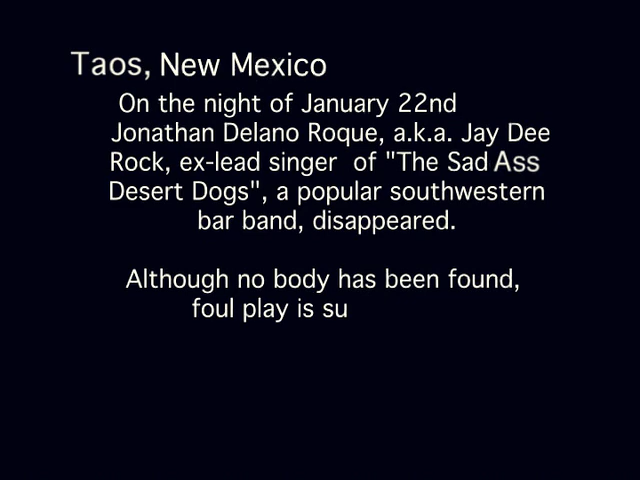 Taos, New Mexico
On the night of January 22nd
Jonathan Delano Roque, a.k.a. Jay Dee
Rock, ex-lead singer of "The Sad Ass
Desert Dogs", a popular southwestern
bar band, disappeared.
Although no body has been found,
foul play is su